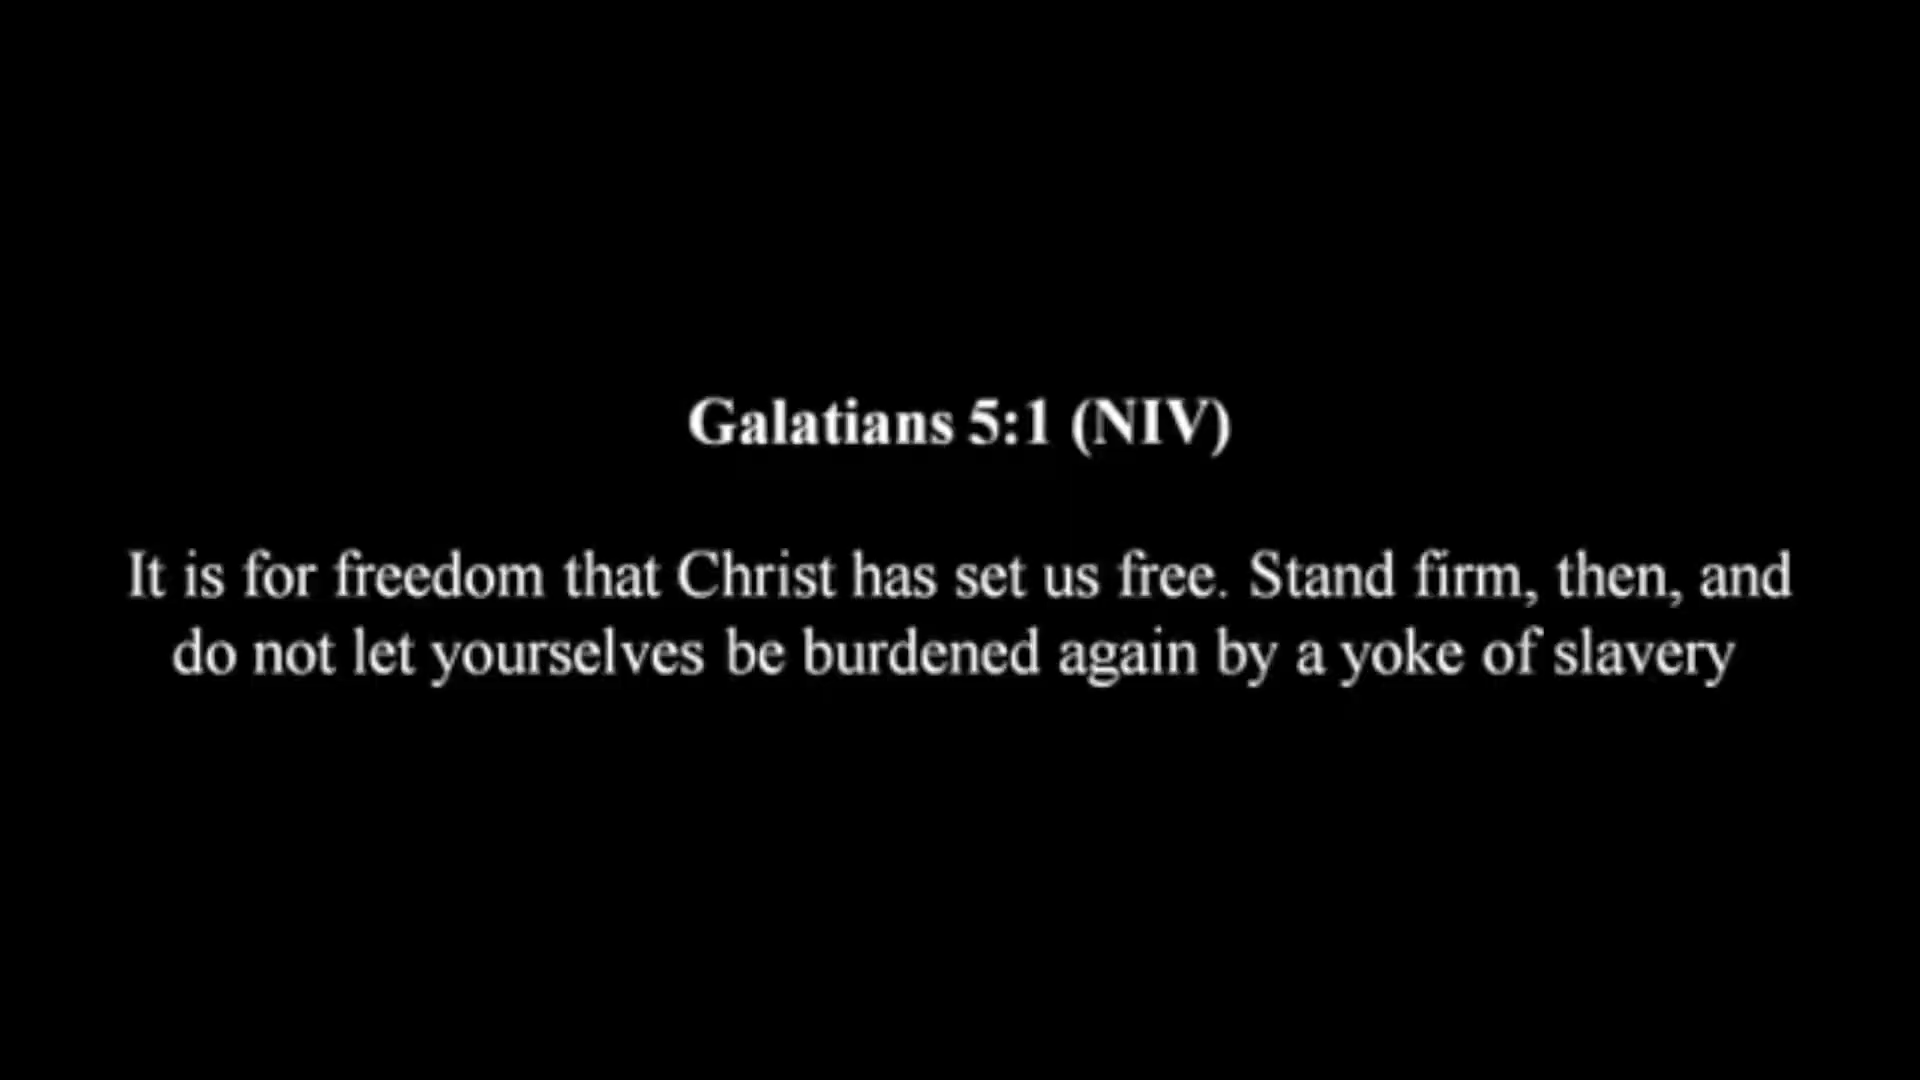 Galatians 5:1 (NIV)
It is for freedom that Christ has set us free. Stand firm, then, and
do not let yourselves be burdened again by a yoke of slavery